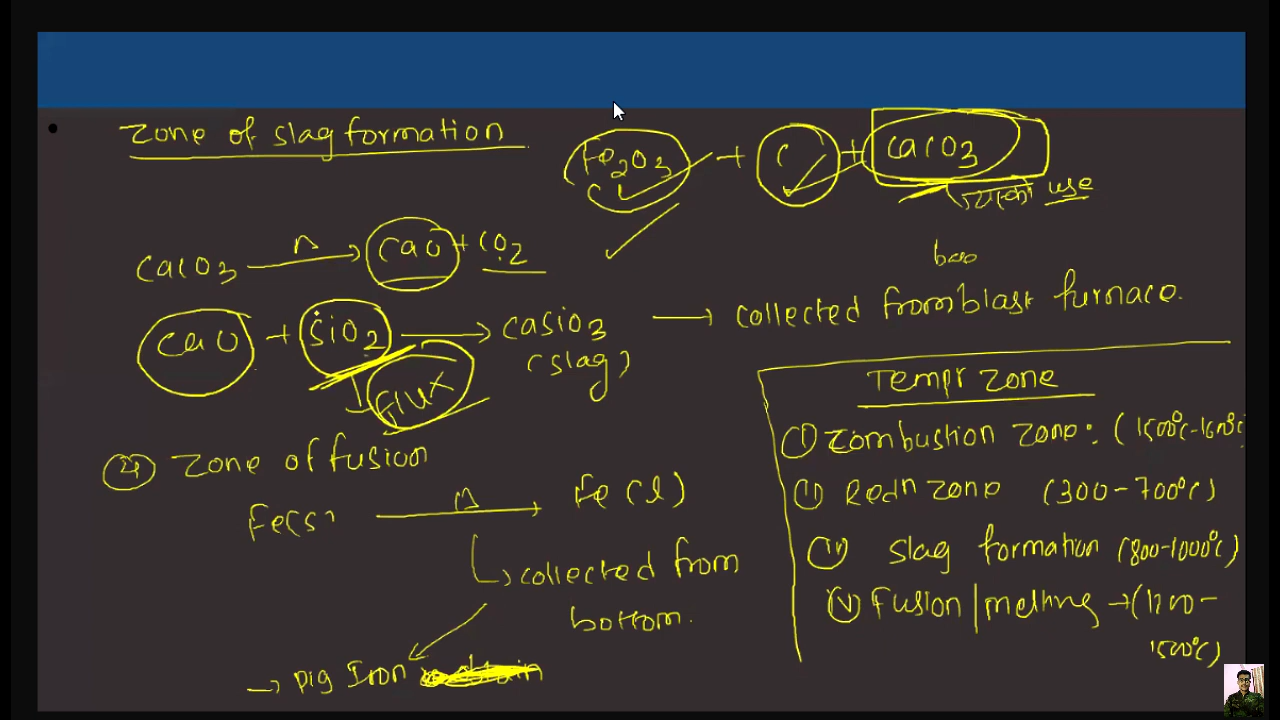 Zone of slag formation
Fe2O3 + C + CaCO3
use
CaCO3 —Δ→ CaO + CO2
bas
CaO + SiO2 → CaSiO3 → collected from blast furnace.
(slag)
Flux
Tempr zone
(I) Combustion zone: (1500°C-1600°C
(4) Zone of fusion
Fe(s) —Δ→ Fe(l)
(II) Redn zone (300-700°C)
(IV) slag formation (800-1000°C)
→ collected from bottom.
(V) Fusion/melting → (1200-1500°C)
→ Pig Iron